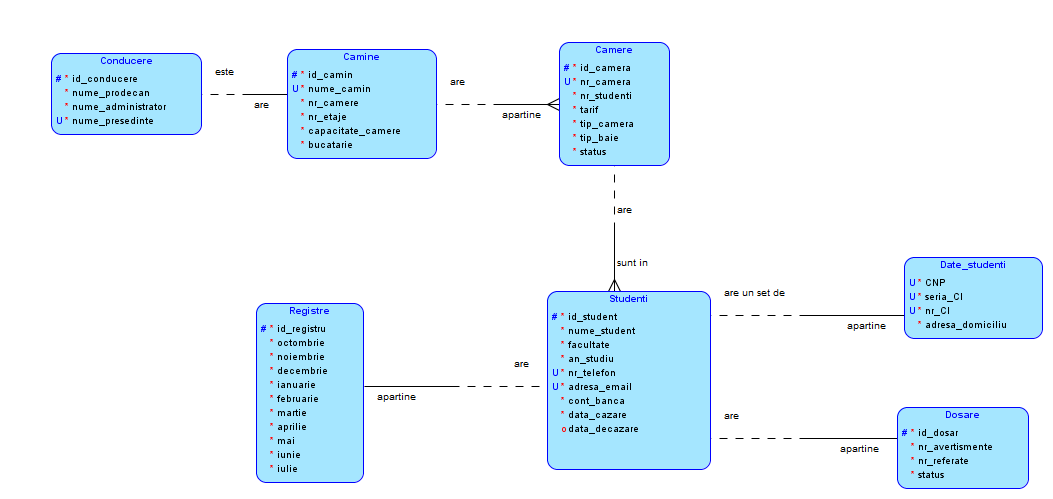 Conducere
# * id_conducere
* nume_prodecan
* nume_administrator
U * nume_presedinte
este
are
Camine
# * id_camin
U * nume_camin
* nr_camere
* nr_etaje
* capacitate_camere
* bucatarie
are
apartine
Camere
# * id_camera
U * nr_camera
* nr_studenti
* tarif
* tip_camera
* tip_baie
* status
are
sunt in
Registre
# * id_registru
* octombrie
* noiembrie
* decembrie
* ianuarie
* februarie
* martie
* aprilie
* mai
* iunie
* iulie
are
apartine
Studenti
# * id_student
* nume_student
* facultate
* an_studiu
U * nr_telefon
U * adresa_email
* cont_banca
* data_cazare
o data_decazare
are un set de
apartine
Date_studenti
U * CNP
U * seria_CI
U * nr_CI
* adresa_domiciliu
are
apartine
Dosare
# * id_dosar
* nr_avertismente
* nr_referate
* status